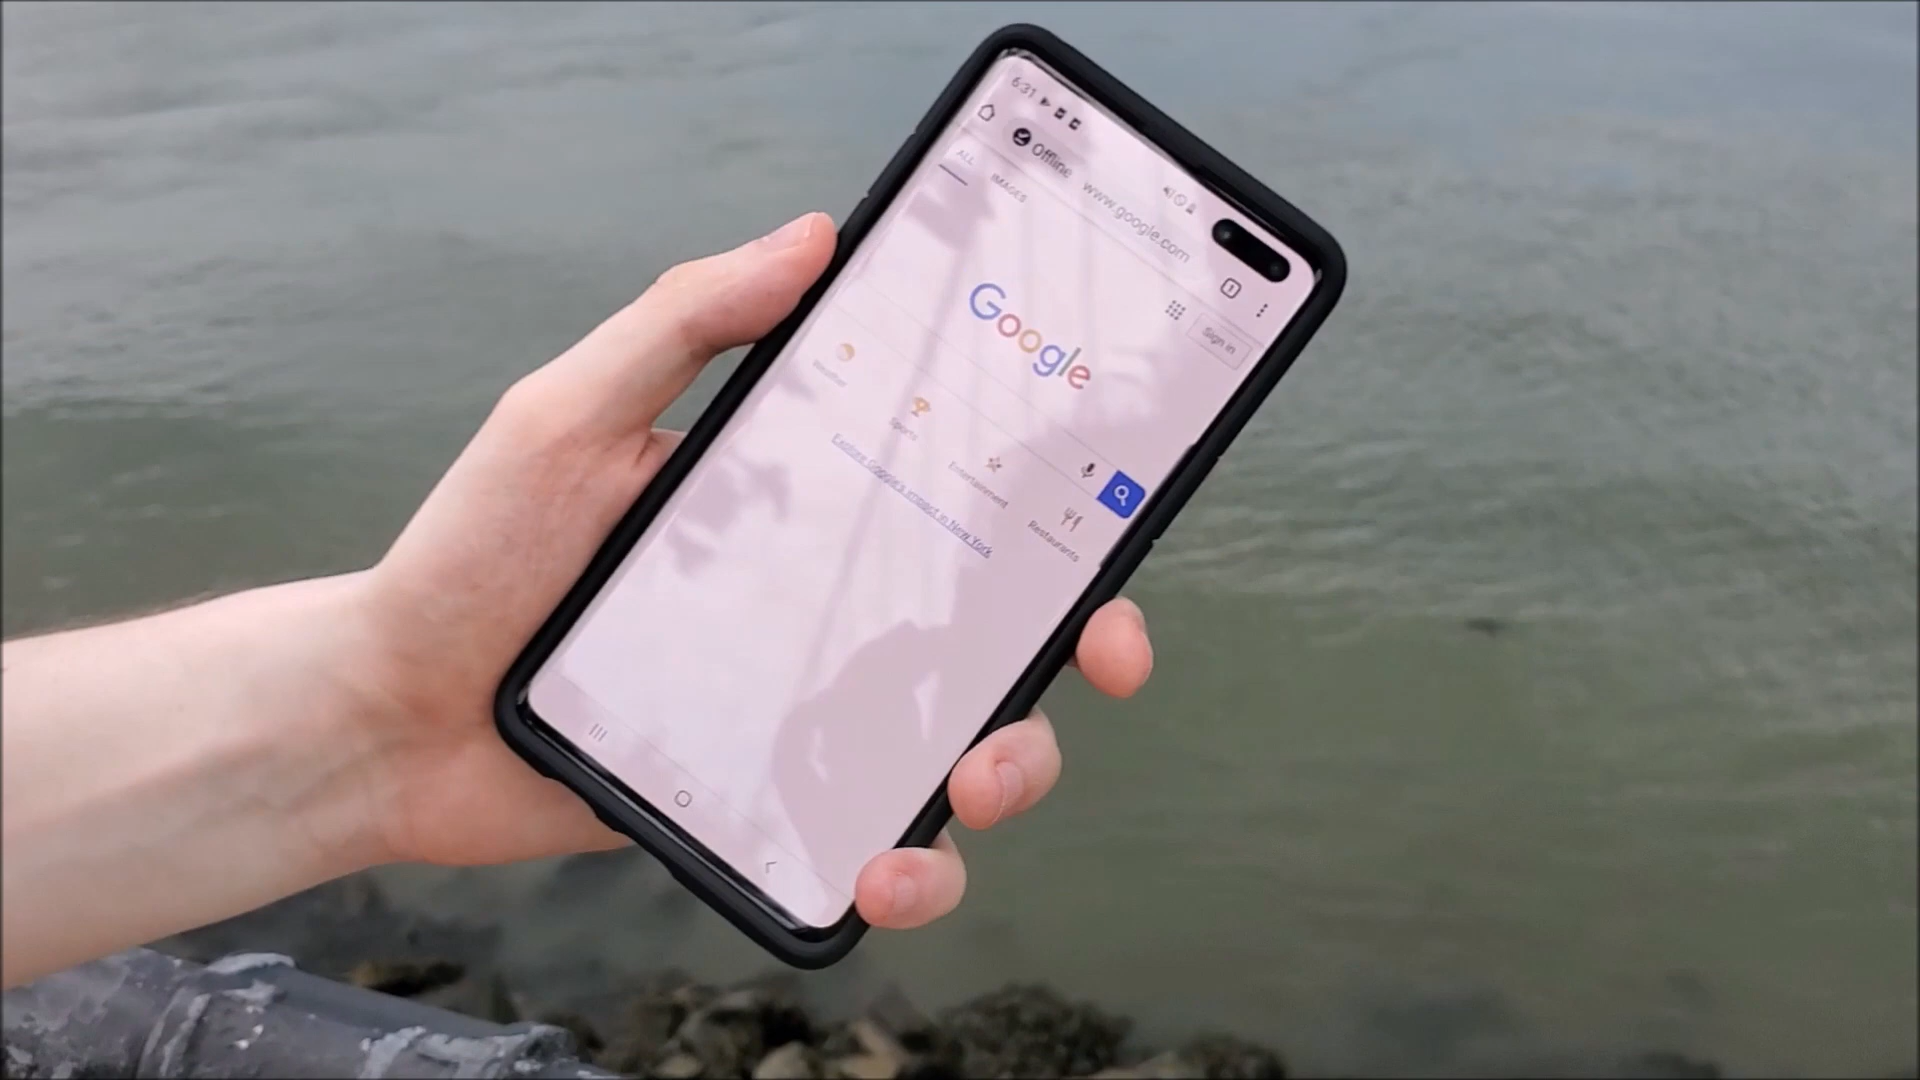 6:31
Offline www.google.com
1
ALL IMAGES
Sign in
Google
Weather
Sports
Entertainment
Restaurants
Explore Google's impact in New York